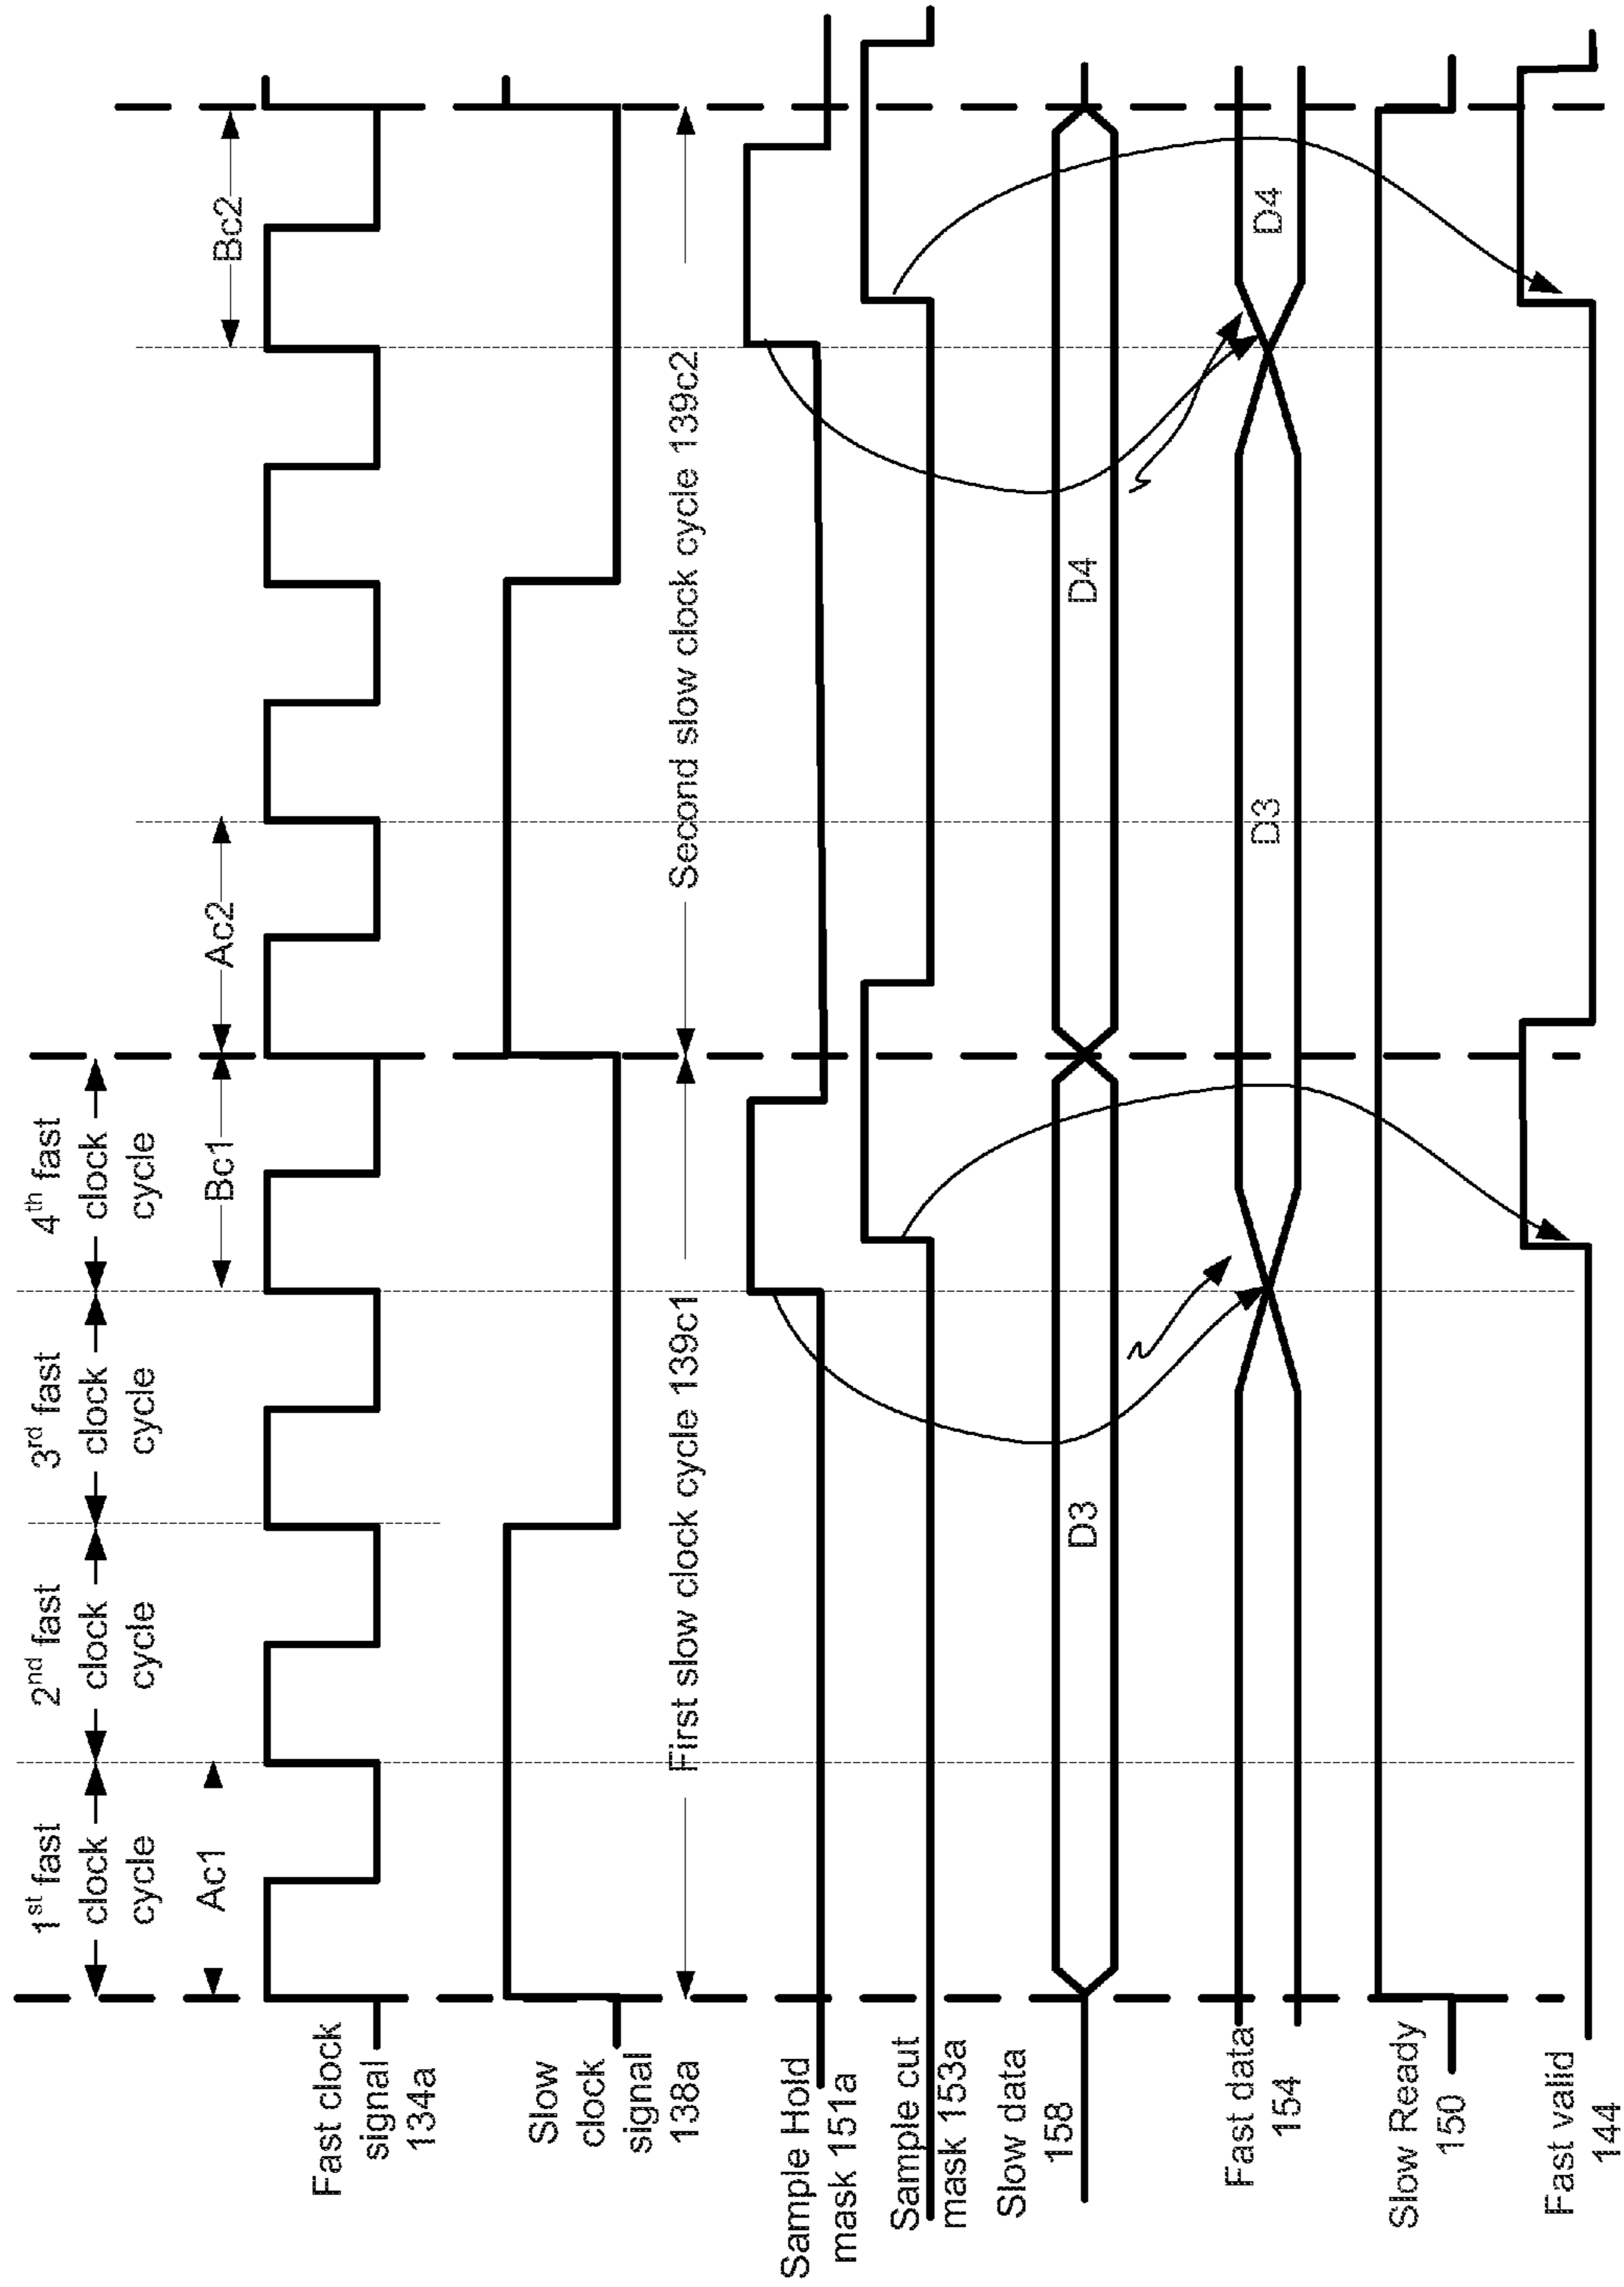 1st fast
clock
cycle
2nd fast
clock
cycle
3rd fast
clock
cycle
4th fast
clock
cycle
Ac1
Bc1
Ac2
Bc2
Fast clock
signal
134a
Slow
clock
signal
138a
First slow clock cycle 139c1
Second slow clock cycle 139c2
Sample Hold
mask 151a
Sample cut
mask 153a
Slow data
158
D3
D4
Fast data
154
D3
D4
Slow Ready
150
Fast valid
144